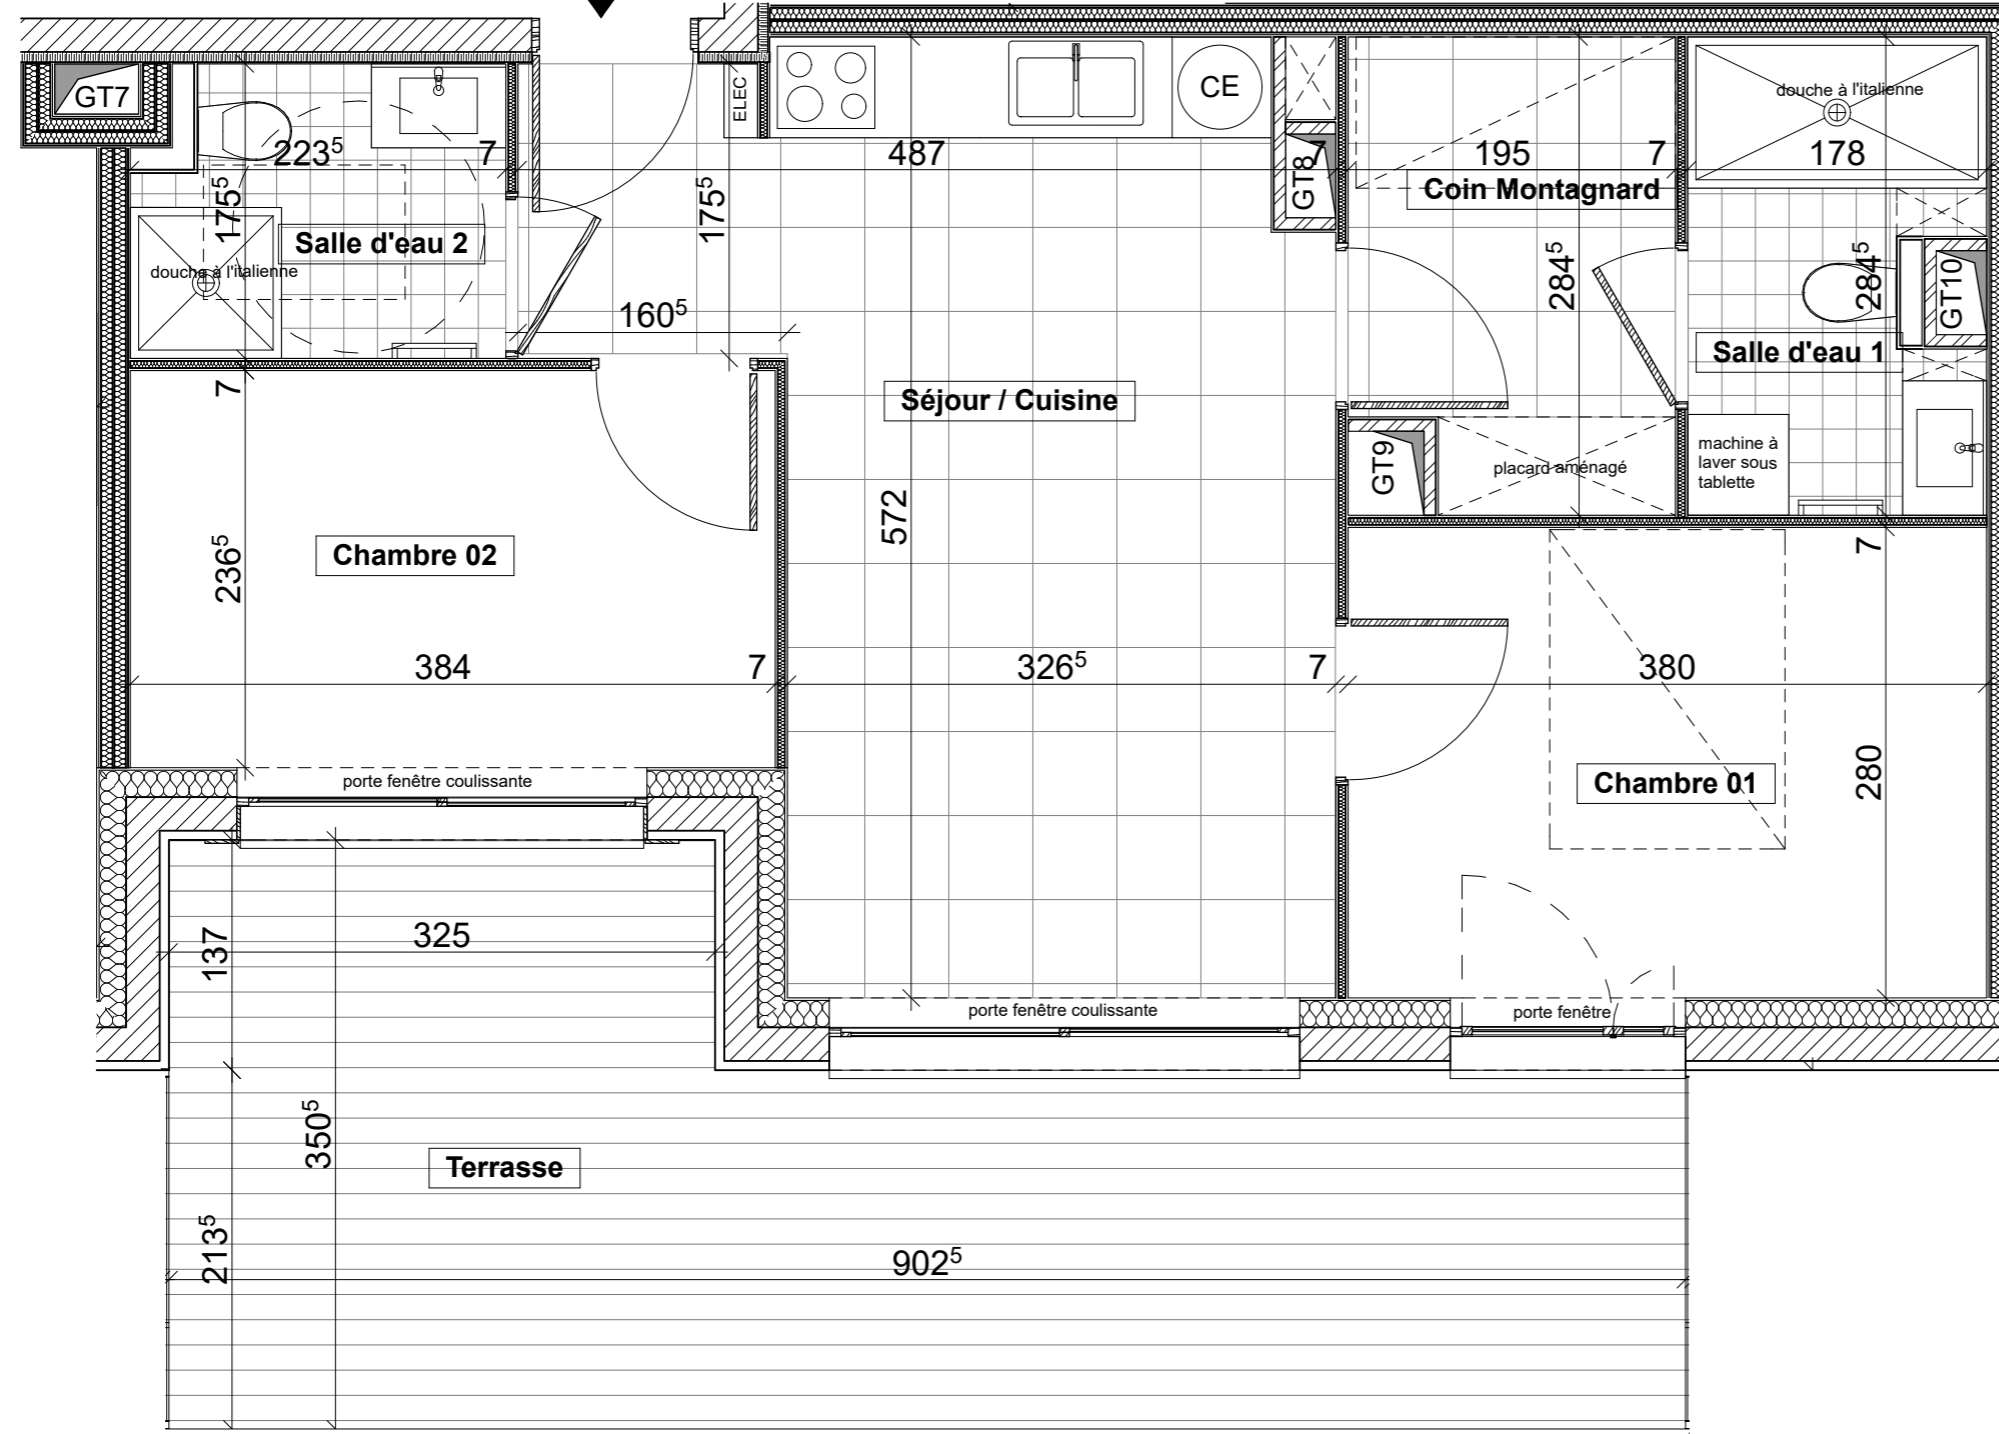 GT7
ELEC
CE
douche à l'italienne
223⁵
7
487
7
195
7
178
GT8
Coin Montagnard
175⁵
175⁵
Salle d'eau 2
douche à l'italienne
284⁵
284⁵
GT10
160⁵
Salle d'eau 1
7
Séjour / Cuisine
machine à
laver sous
tablette
GT9
placard aménagé
572
7
Chambre 02
236⁵
384
7
326⁵
7
380
porte fenêtre coulissante
Chambre 01
280
325
137
porte fenêtre coulissante
porte fenêtre
350⁵
Terrasse
213⁵
902⁵